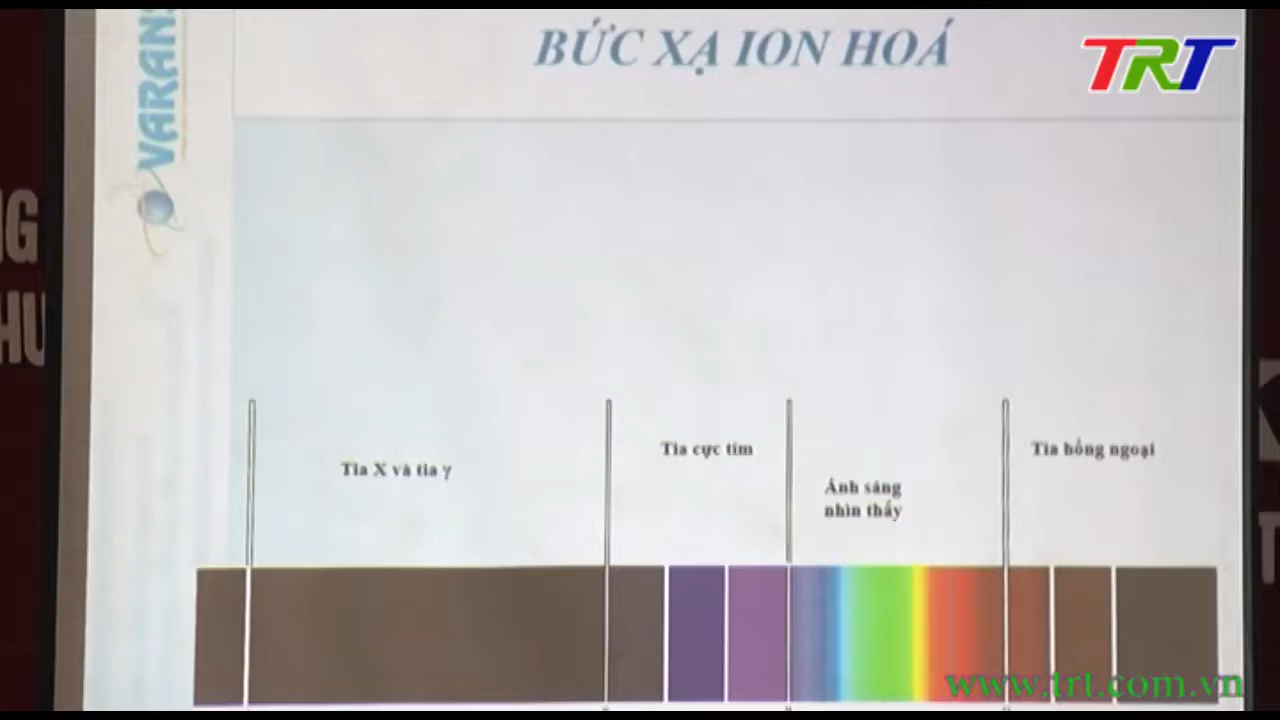 BỨC XẠ ION HOÁ
TRT
VARANS
Tia cực tím
Tia hồng ngoại
Tia X và tia γ
Ánh sáng
nhìn thấy
www.trt.com.vn